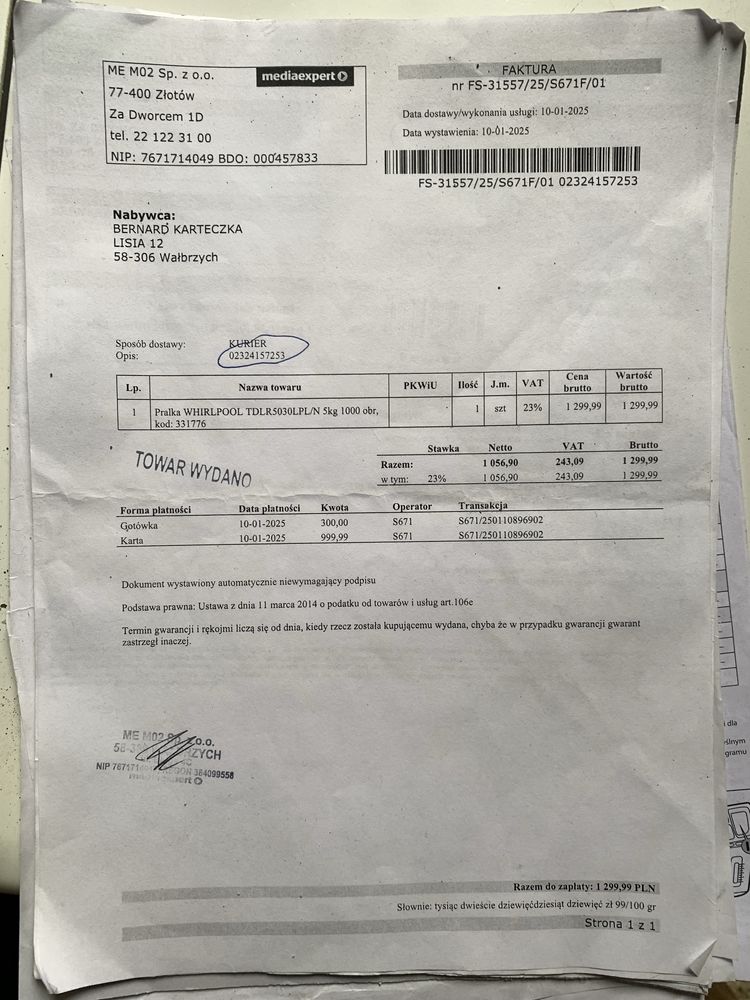 ME M02 Sp. z o.o.
mediaexpert
77-400 Złotów
Za Dworcem 1D
tel. 22 122 31 00
NIP: 7671714049 BDO: 000457833
FAKTURA
nr FS-31557/25/S671F/01
Data dostawy/wykonania usługi: 10-01-2025
Data wystawienia: 10-01-2025
FS-31557/25/S671F/01 02324157253
Nabywca:
BERNARD KARTECZKA
LISIA 12
58-306 Wałbrzych
Sposób dostawy: KURIER
Opis: 02324157253
Lp. Nazwa towaru PKWiU Ilość J.m. VAT Cena brutto Wartość brutto
1 Pralka WHIRLPOOL TDLR5030LPL/N 5kg 1000 obr, 1 szt 23% 1 299,99 1 299,99
kod: 331776
Stawka Netto VAT Brutto
Razem: 1 056,90 243,09 1 299,99
w tym: 23% 1 056,90 243,09 1 299,99
TOWAR WYDANO
Forma płatności Data płatności Kwota Operator Transakcja
Gotówka 10-01-2025 300,00 S671 S671/250110896902
Karta 10-01-2025 999,99 S671 S671/250110896902
Dokument wystawiony automatycznie niewymagający podpisu
Podstawa prawna: Ustawa z dnia 11 marca 2014 o podatku od towarów i usług art.106e
Termin gwarancji i rękojmi liczą się od dnia, kiedy rzecz została kupującemu wydana, chyba że w przypadku gwarancji gwarant
zastrzegł inaczej.
ME M02 Sp. z o.o.
NIP 384099558
Razem do zapłaty: 1 299,99 PLN
Słownie: tysiąc dwieście dziewięćdziesiąt dziewięć zł 99/100 gr
Strona 1 z 1
i dla
gramu